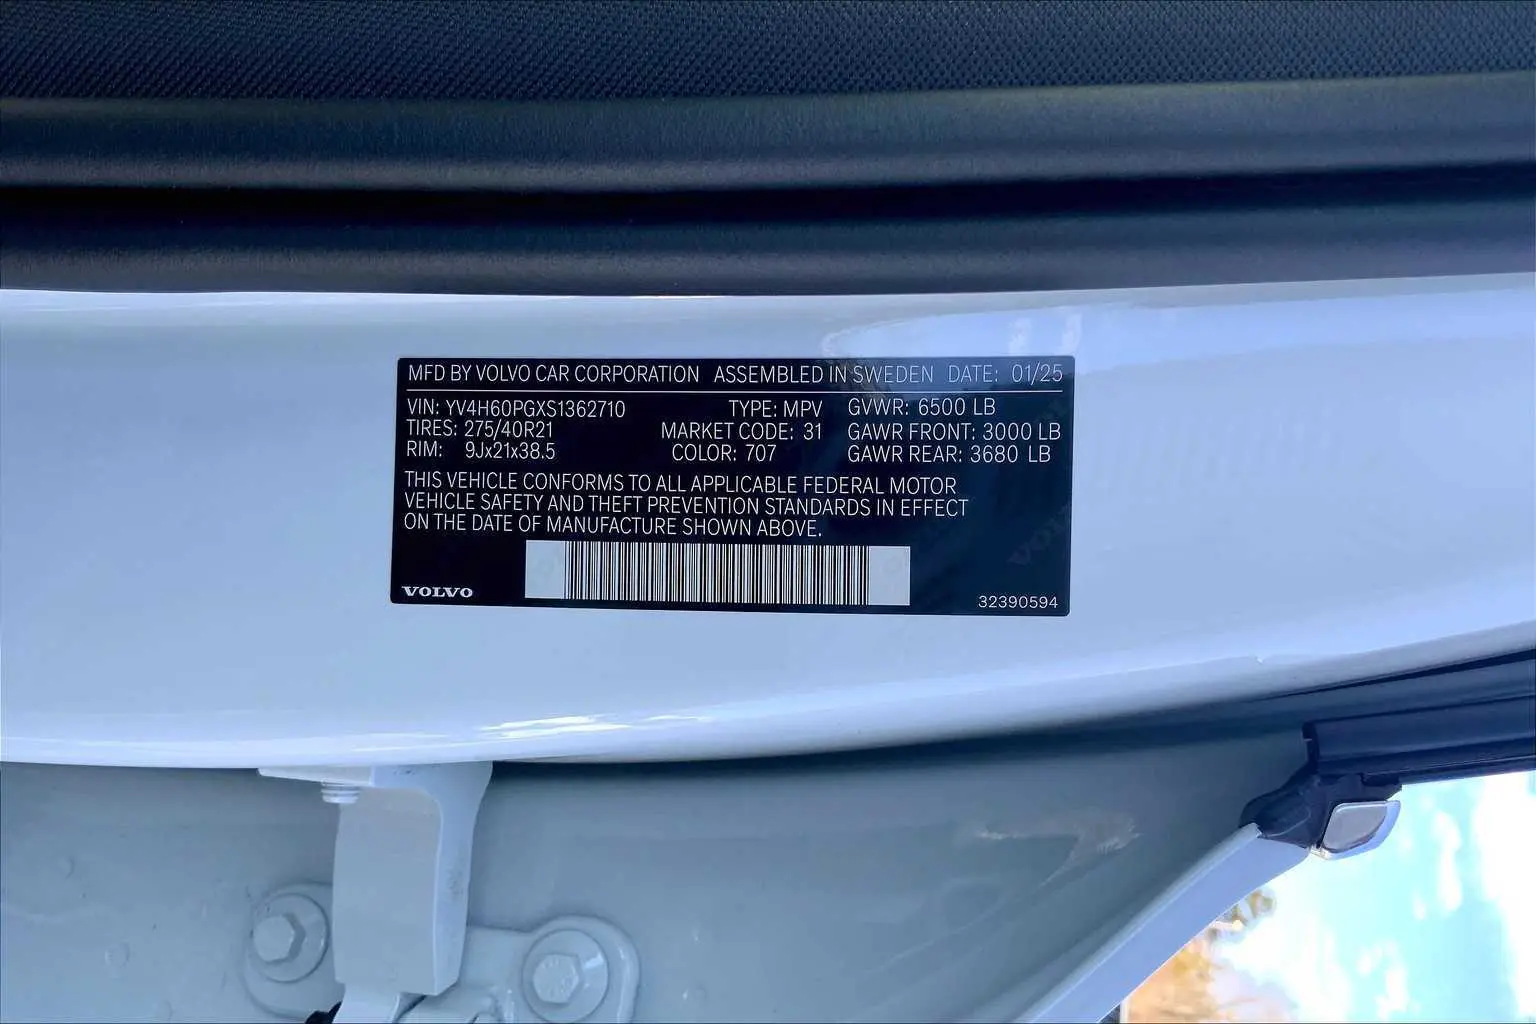 MFD BY VOLVO CAR CORPORATION ASSEMBLED IN SWEDEN DATE: 01/25
VIN: YV4H60PGXS1362710 TYPE: MPV GVWR: 6500 LB
TIRES: 275/40R21 MARKET CODE: 31 GAWR FRONT: 3000 LB
RIM: 9Jx21x38.5 COLOR: 707 GAWR REAR: 3680 LB
THIS VEHICLE CONFORMS TO ALL APPLICABLE FEDERAL MOTOR
VEHICLE SAFETY AND THEFT PREVENTION STANDARDS IN EFFECT
ON THE DATE OF MANUFACTURE SHOWN ABOVE.
VOLVO 32390594